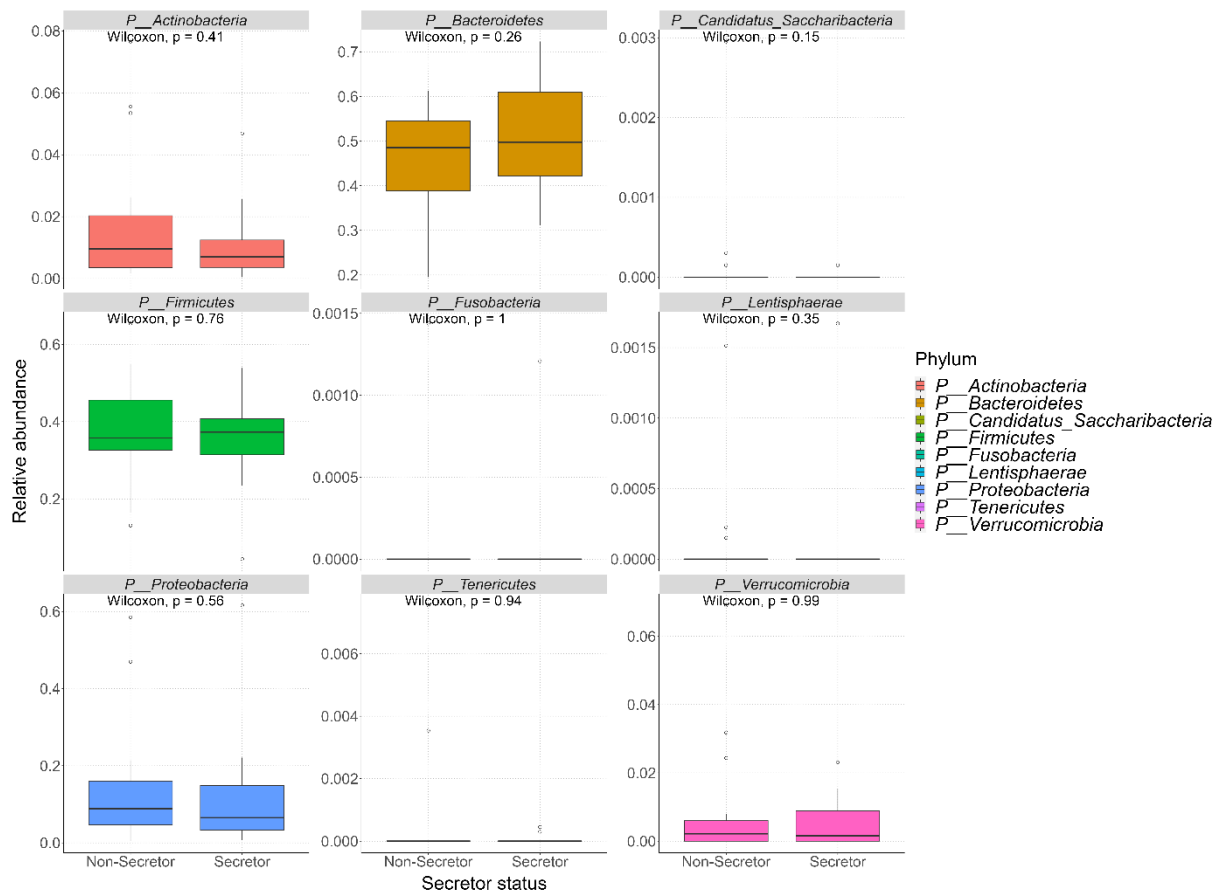 P__Actinobacteria
Wilcoxon, p = 0.41
0.08
0.06
0.04
0.02
0.00
P__Bacteroidetes
Wilcoxon, p = 0.26
0.7
0.6
0.5
0.4
0.3
0.2
P__Candidatus_Saccharibacteria
Wilcoxon, p = 0.15
0.003
0.002
0.001
0.000
P__Firmicutes
Wilcoxon, p = 0.76
0.6
0.4
0.2
P__Fusobacteria
Wilcoxon, p = 1
0.0015
0.0010
0.0005
0.0000
P__Lentisphaerae
Wilcoxon, p = 0.35
0.0015
0.0010
0.0005
0.0000
P__Proteobacteria
Wilcoxon, p = 0.56
0.6
0.4
0.2
0.0
P__Tenericutes
Wilcoxon, p = 0.94
0.006
0.004
0.002
0.000
P__Verrucomicrobia
Wilcoxon, p = 0.99
0.06
0.04
0.02
0.00
Relative abundance
Non-Secretor Secretor
Non-Secretor Secretor
Non-Secretor Secretor
Secretor status
Phylum
P__Actinobacteria
P__Bacteroidetes
P__Candidatus_Saccharibacteria
P__Firmicutes
P__Fusobacteria
P__Lentisphaerae
P__Proteobacteria
P__Tenericutes
P__Verrucomicrobia